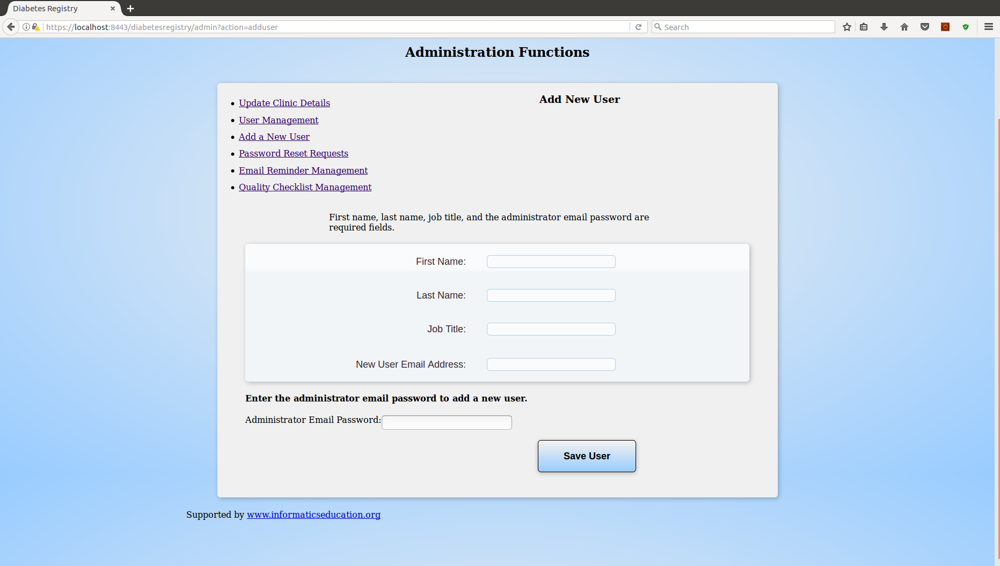 Diabetes Registry
https://localhost:8443/diabetesregistry/admin?action=adduser
Search
Administration Functions
Add New User
• Update Clinic Details
• User Management
• Add a New User
• Password Reset Requests
• Email Reminder Management
• Quality Checklist Management
First name, last name, job title, and the administrator email password are
required fields.
First Name:
Last Name:
Job Title:
New User Email Address:
Enter the administrator email password to add a new user.
Administrator Email Password:
Save User
Supported by www.informaticseducation.org